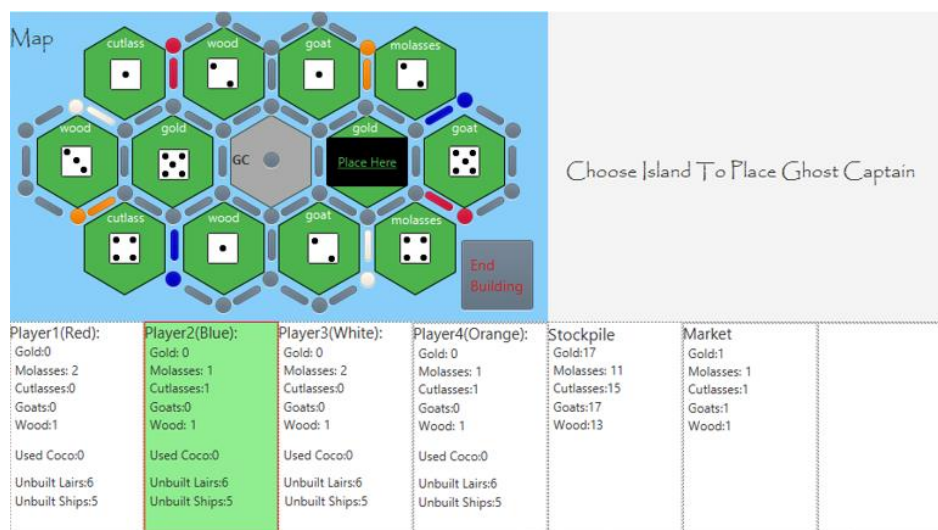 Map
cutlass
wood
goat
molasses
wood
gold
GC
gold
Place Here
goat
cutlass
wood
goat
molasses
End
Building
Choose Island To Place Ghost Captain
Player1(Red):
Gold:0
Molasses: 2
Cutlasses:0
Goats:0
Wood:1
Used Coco:0
Unbuilt Lairs:6
Unbuilt Ships:5
Player2(Blue):
Gold: 0
Molasses: 1
Cutlasses:1
Goats:0
Wood: 1
Used Coco:0
Unbuilt Lairs:6
Unbuilt Ships:5
Player3(White):
Gold: 0
Molasses: 2
Cutlasses:0
Goats:0
Wood: 1
Used Coco:0
Unbuilt Lairs:6
Unbuilt Ships:5
Player4(Orange):
Gold: 0
Molasses: 1
Cutlasses:1
Goats:0
Wood: 1
Used Coco:0
Unbuilt Lairs:6
Unbuilt Ships:5
Stockpile
Gold:17
Molasses: 11
Cutlasses:15
Goats:17
Wood:13
Market
Gold:1
Molasses: 1
Cutlasses:1
Goats:1
Wood:1